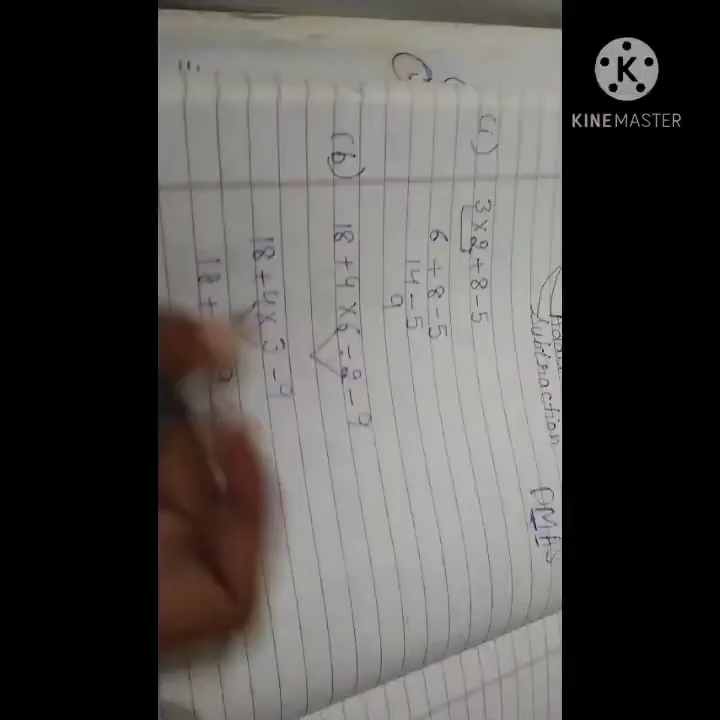 KINEMASTER
Subtraction
DMAS
(a) 3 × 2 + 8 - 5
6 + 8 - 5
14 - 5
9
(b) 18 + 4 × 6 ÷ 2 - 9
18 + 4 × 3 - 9
18 +